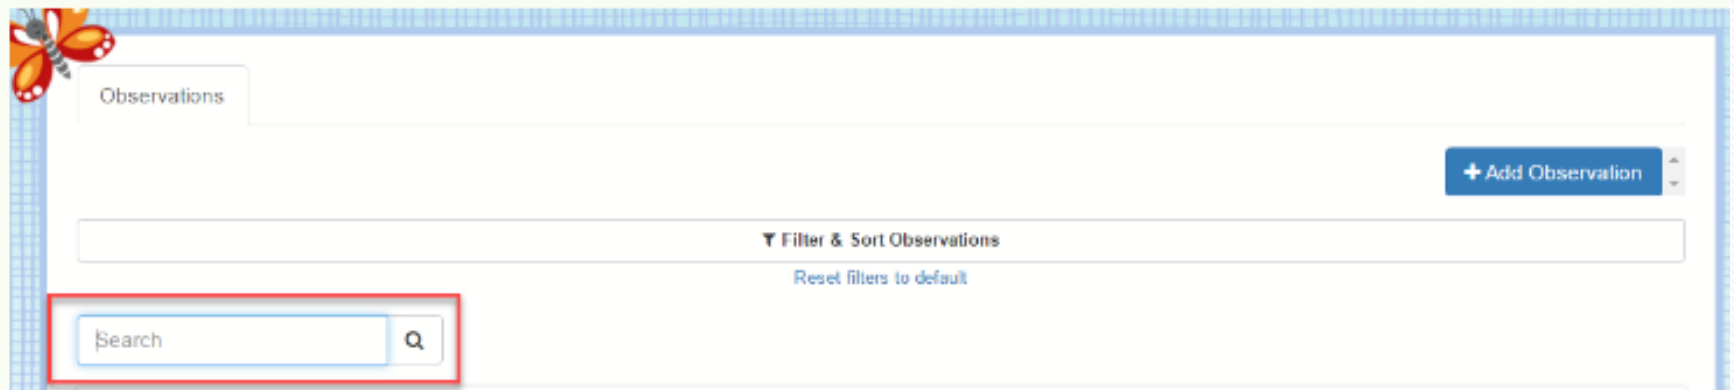 Observations
+ Add Observation
Filter & Sort Observations
Reset filters to default
Search